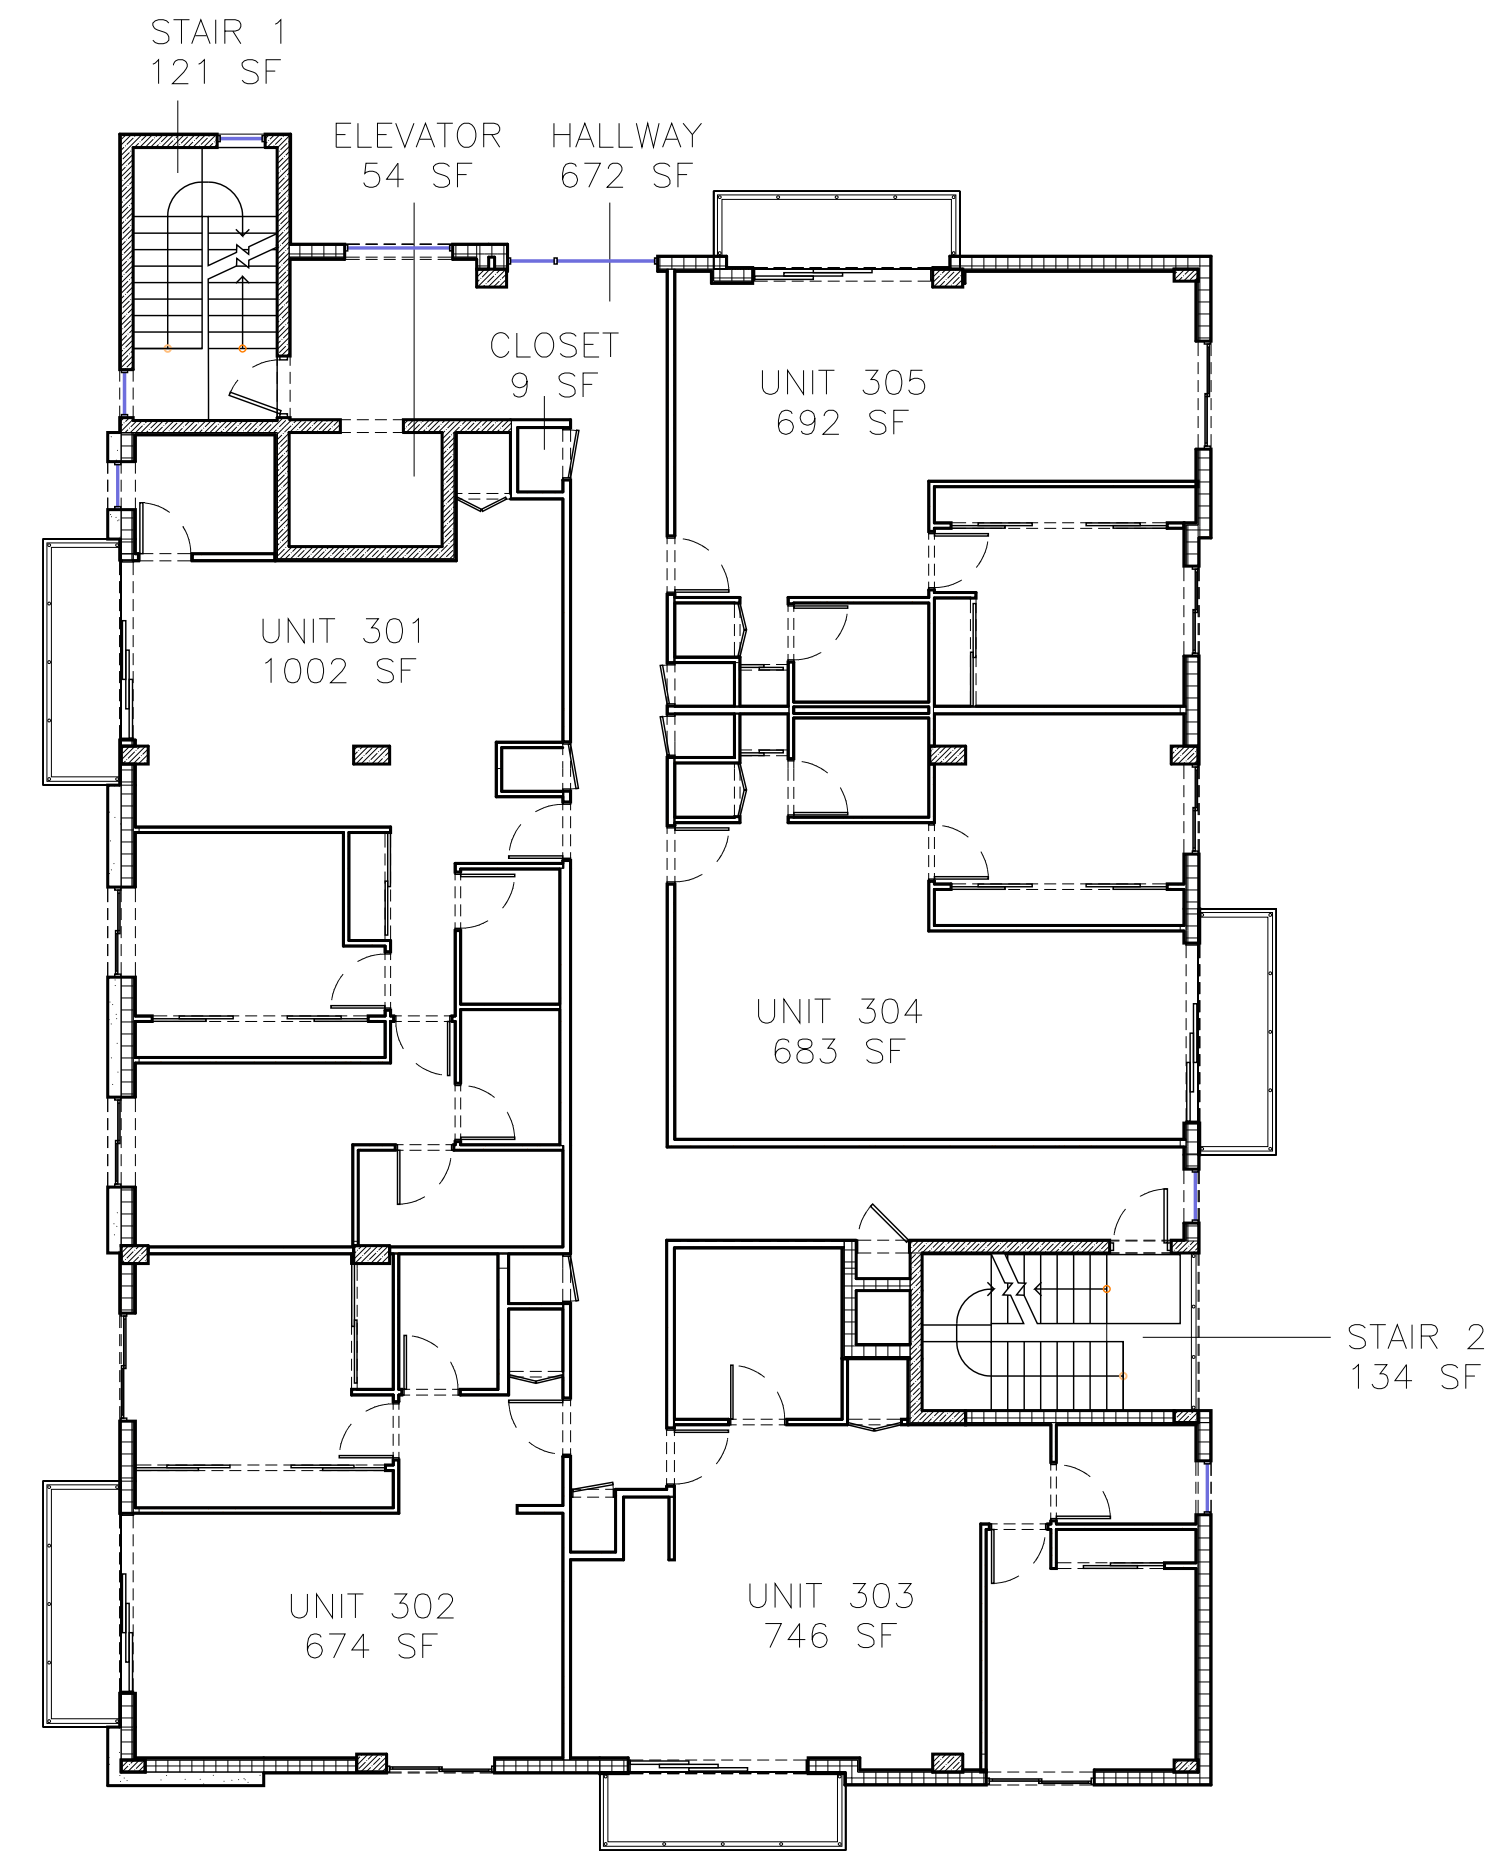 STAIR 1
121 SF
ELEVATOR
54 SF
HALLWAY
672 SF
CLOSET
9 SF
UNIT 305
692 SF
UNIT 301
1002 SF
UNIT 304
683 SF
STAIR 2
134 SF
UNIT 302
674 SF
UNIT 303
746 SF